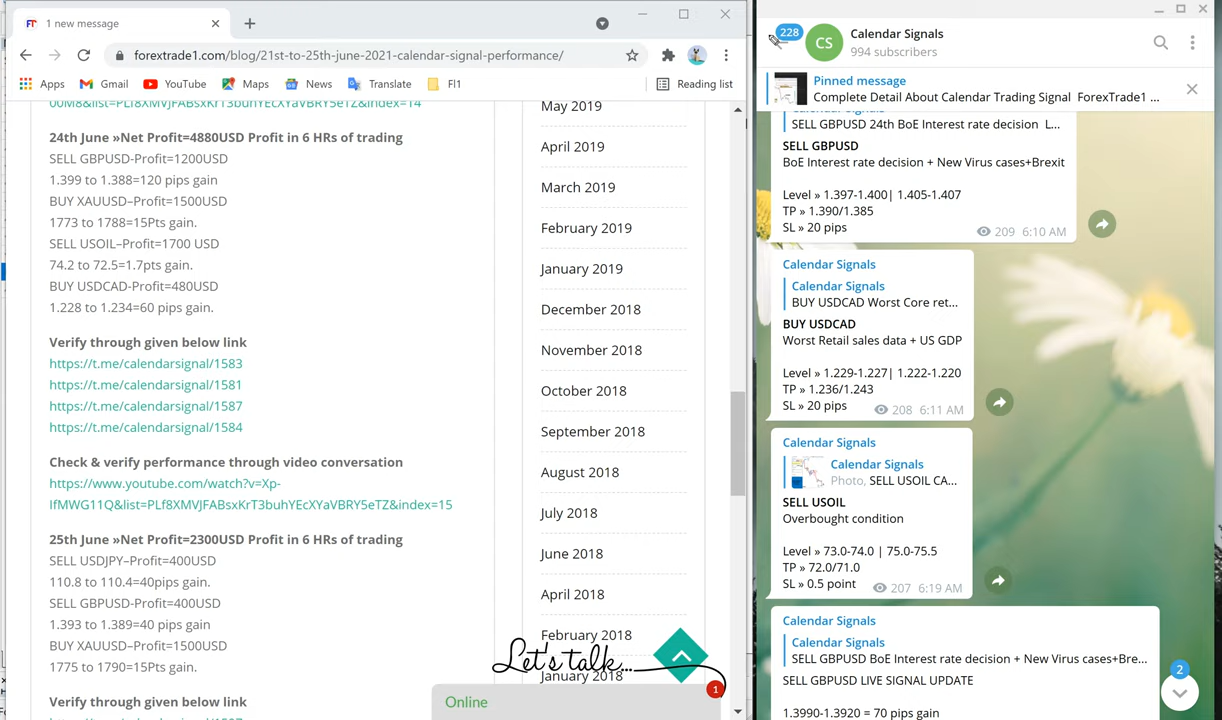 1 new message
forextrade1.com/blog/21st-to-25th-june-2021-calendar-signal-performance/
Apps
Gmail
YouTube
Maps
News
Translate
Fl1
Reading list
24th June »Net Profit=4880USD Profit in 6 HRs of trading
SELL GBPUSD-Profit=1200USD
1.399 to 1.388=120 pips gain
BUY XAUUSD–Profit=1500USD
1773 to 1788=15Pts gain.
SELL USOIL–Profit=1700 USD
74.2 to 72.5=1.7pts gain.
BUY USDCAD-Profit=480USD
1.228 to 1.234=60 pips gain.
Verify through given below link
https://t.me/calendarsignal/1583
https://t.me/calendarsignal/1581
https://t.me/calendarsignal/1587
https://t.me/calendarsignal/1584
Check & verify performance through video conversation
https://www.youtube.com/watch?v=Xp-
IfMWG11Q&list=PLf8XMVJFABsxKrT3buhYEcXYaVBRY5eTZ&index=15
25th June »Net Profit=2300USD Profit in 6 HRs of trading
SELL USDJPY–Profit=400USD
110.8 to 110.4=40pips gain.
SELL GBPUSD-Profit=400USD
1.393 to 1.389=40 pips gain
BUY XAUUSD–Profit=1500USD
1775 to 1790=15Pts gain.
Verify through given below link
May 2019
April 2019
March 2019
February 2019
January 2019
December 2018
November 2018
October 2018
September 2018
August 2018
July 2018
June 2018
April 2018
February 2018
January 2018
Let's talk...
1
Online
228
CS
Calendar Signals
994 subscribers
Pinned message
Complete Detail About Calendar Trading Signal ForexTrade1 ...
SELL GBPUSD 24th BoE Interest rate decision L...
SELL GBPUSD
BoE Interest rate decision + New Virus cases+Brexit
Level » 1.397-1.400| 1.405-1.407
TP » 1.390/1.385
SL » 20 pips
209 6:10 AM
Calendar Signals
Calendar Signals
BUY USDCAD Worst Core ret...
BUY USDCAD
Worst Retail sales data + US GDP
Level » 1.229-1.227| 1.222-1.220
TP » 1.236/1.243
SL » 20 pips
208 6:11 AM
Calendar Signals
Calendar Signals
Photo, SELL USOIL CA...
SELL USOIL
Overbought condition
Level » 73.0-74.0 | 75.0-75.5
TP » 72.0/71.0
SL » 0.5 point
207 6:19 AM
Calendar Signals
Calendar Signals
SELL GBPUSD BoE Interest rate decision + New Virus cases+Bre...
SELL GBPUSD LIVE SIGNAL UPDATE
1.3990-1.3920 = 70 pips gain
2